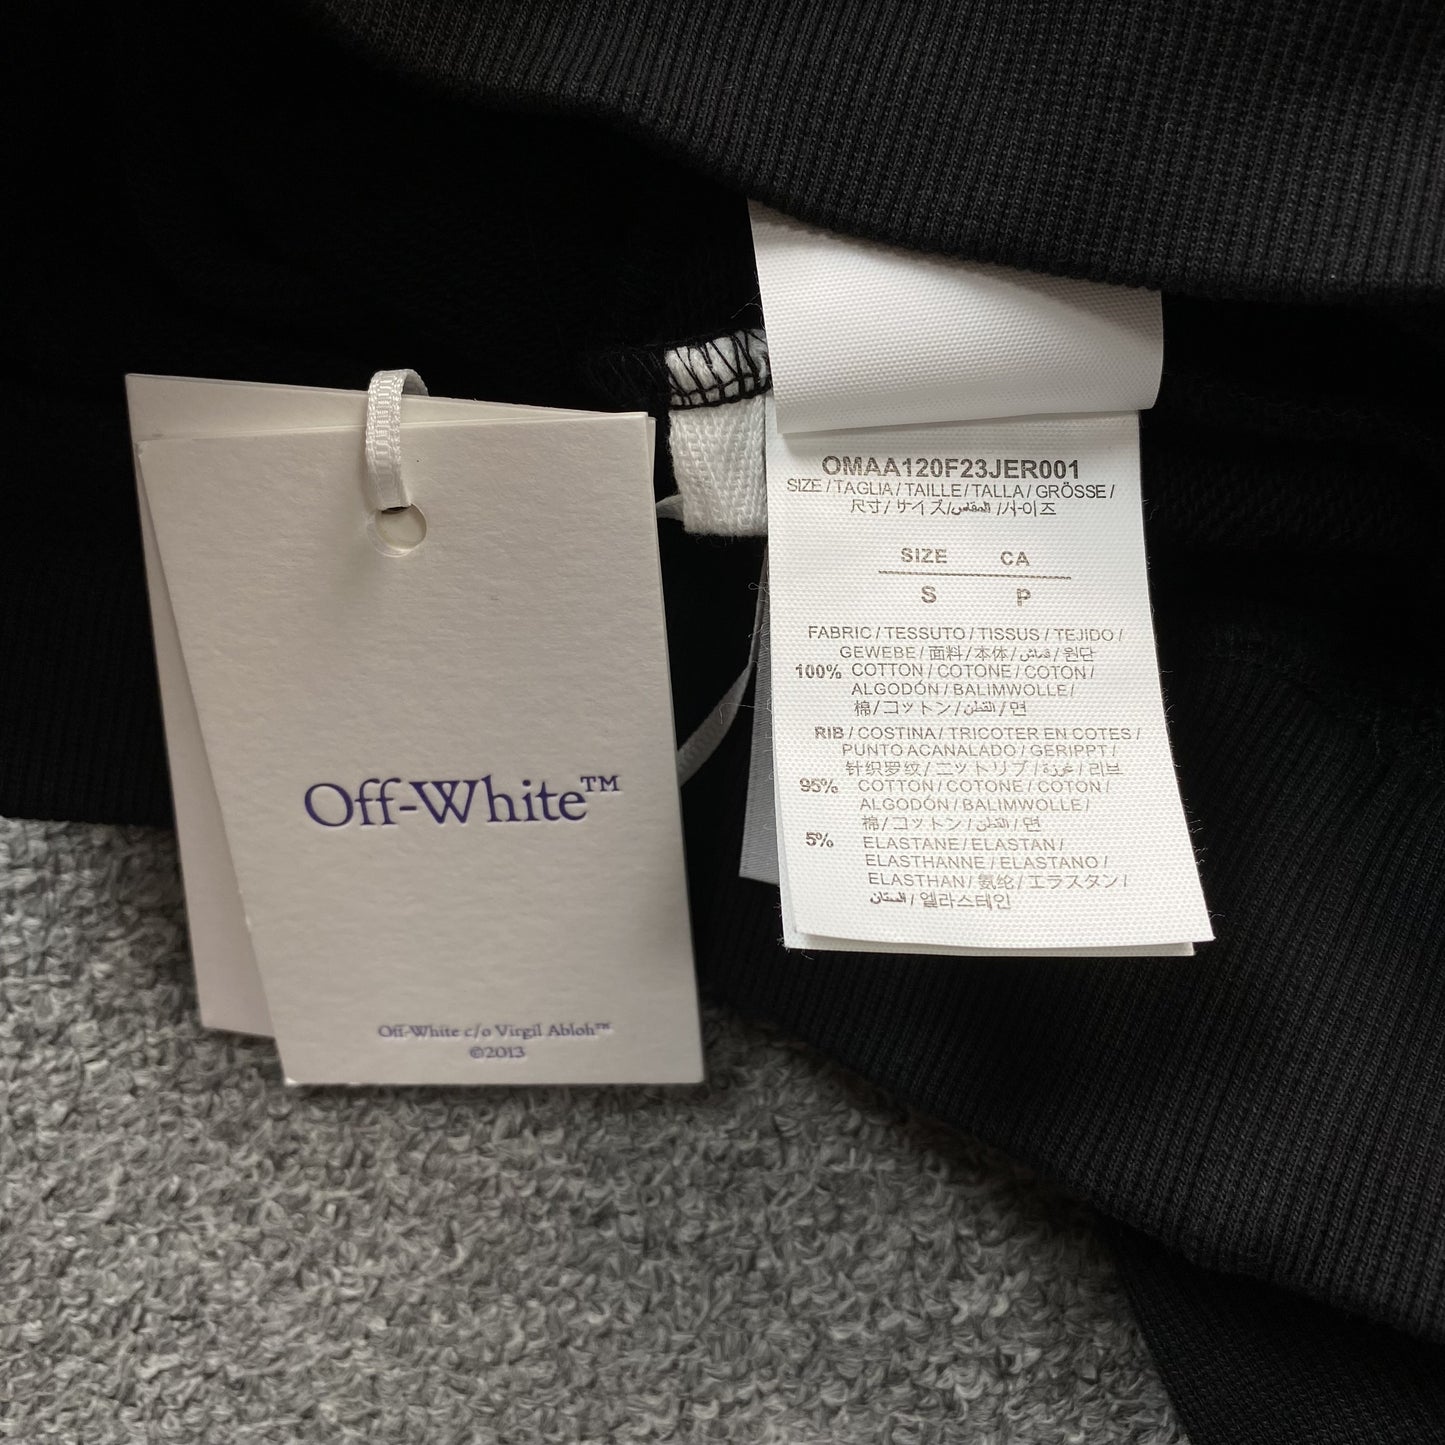 Off-White™
Off-White c/o Virgil Abloh™
©2013
OMAA120F23JER001
SIZE / TAGLIA / TAILLE / TALLA / GRÖSSE /
尺寸 / サイズ / المقاس / 사이즈
SIZE CA
S P
FABRIC / TESSUTO / TISSUS / TEJIDO /
GEWEBE / 面料 / 本体 / قماش / 원단
100% COTTON / COTONE / COTON /
ALGODÓN / BALIMWOLLE /
棉 / コットン / القطن / 면
RIB / COSTINA / TRICOTER EN COTES /
PUNTO ACANALADO / GERIPPT /
针织罗纹 / ニットリブ / غرزة / 리브
95% COTTON / COTONE / COTON /
ALGODÓN / BALIMWOLLE /
棉 / コットン / القطن / 면
5% ELASTANE / ELASTAN /
ELASTHANNE / ELASTANO /
ELASTHAN / 氨纶 / エラスタン /
/ 엘라스테인